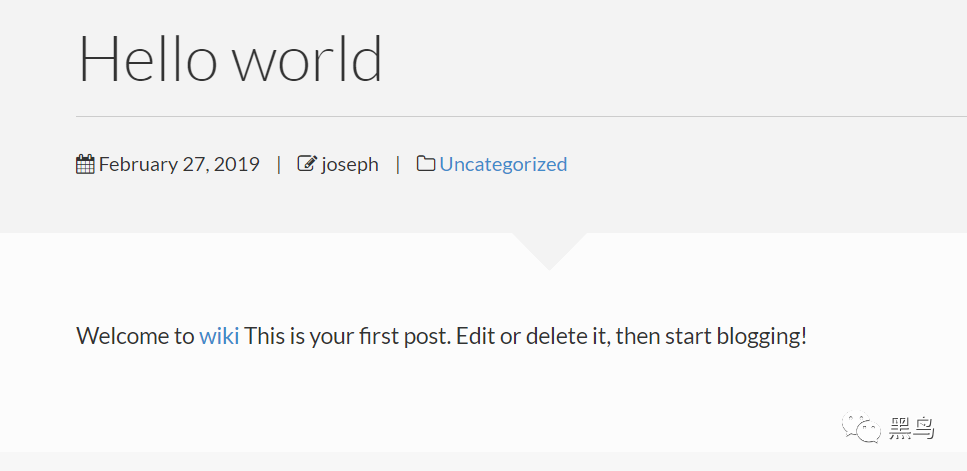 Hello world
February 27, 2019 | joseph | Uncategorized
Welcome to wiki This is your first post. Edit or delete it, then start blogging!
黑鸟